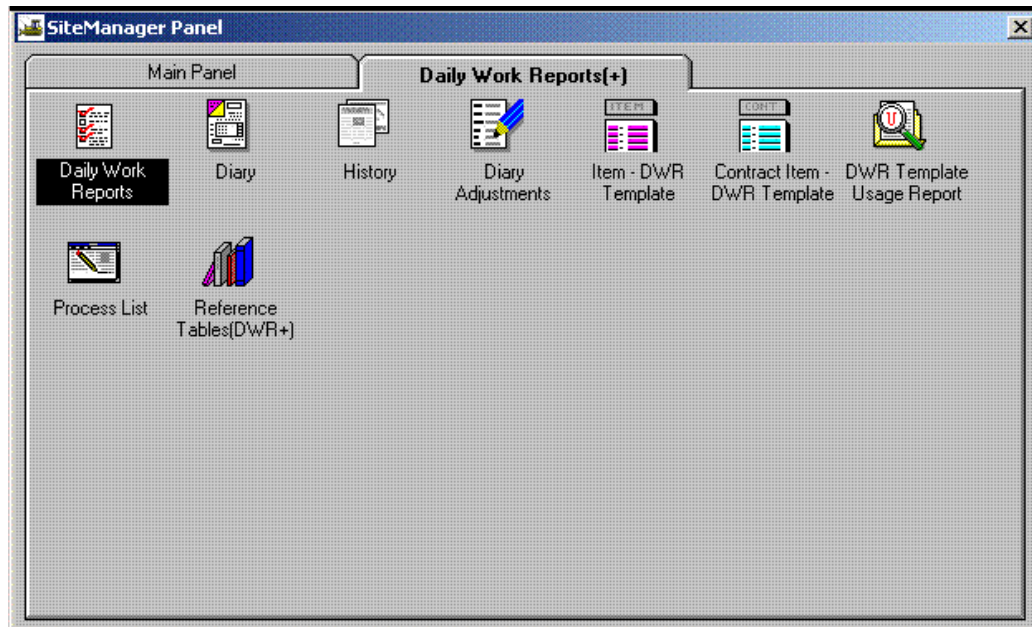 SiteManager Panel
Main Panel
Daily Work Reports(+)
Daily Work
Reports
Diary
History
Diary
Adjustments
ITEM
Item - DWR
Template
CONT
Contract Item -
DWR Template
U
DWR Template
Usage Report
Process List
Reference
Tables(DWR+)